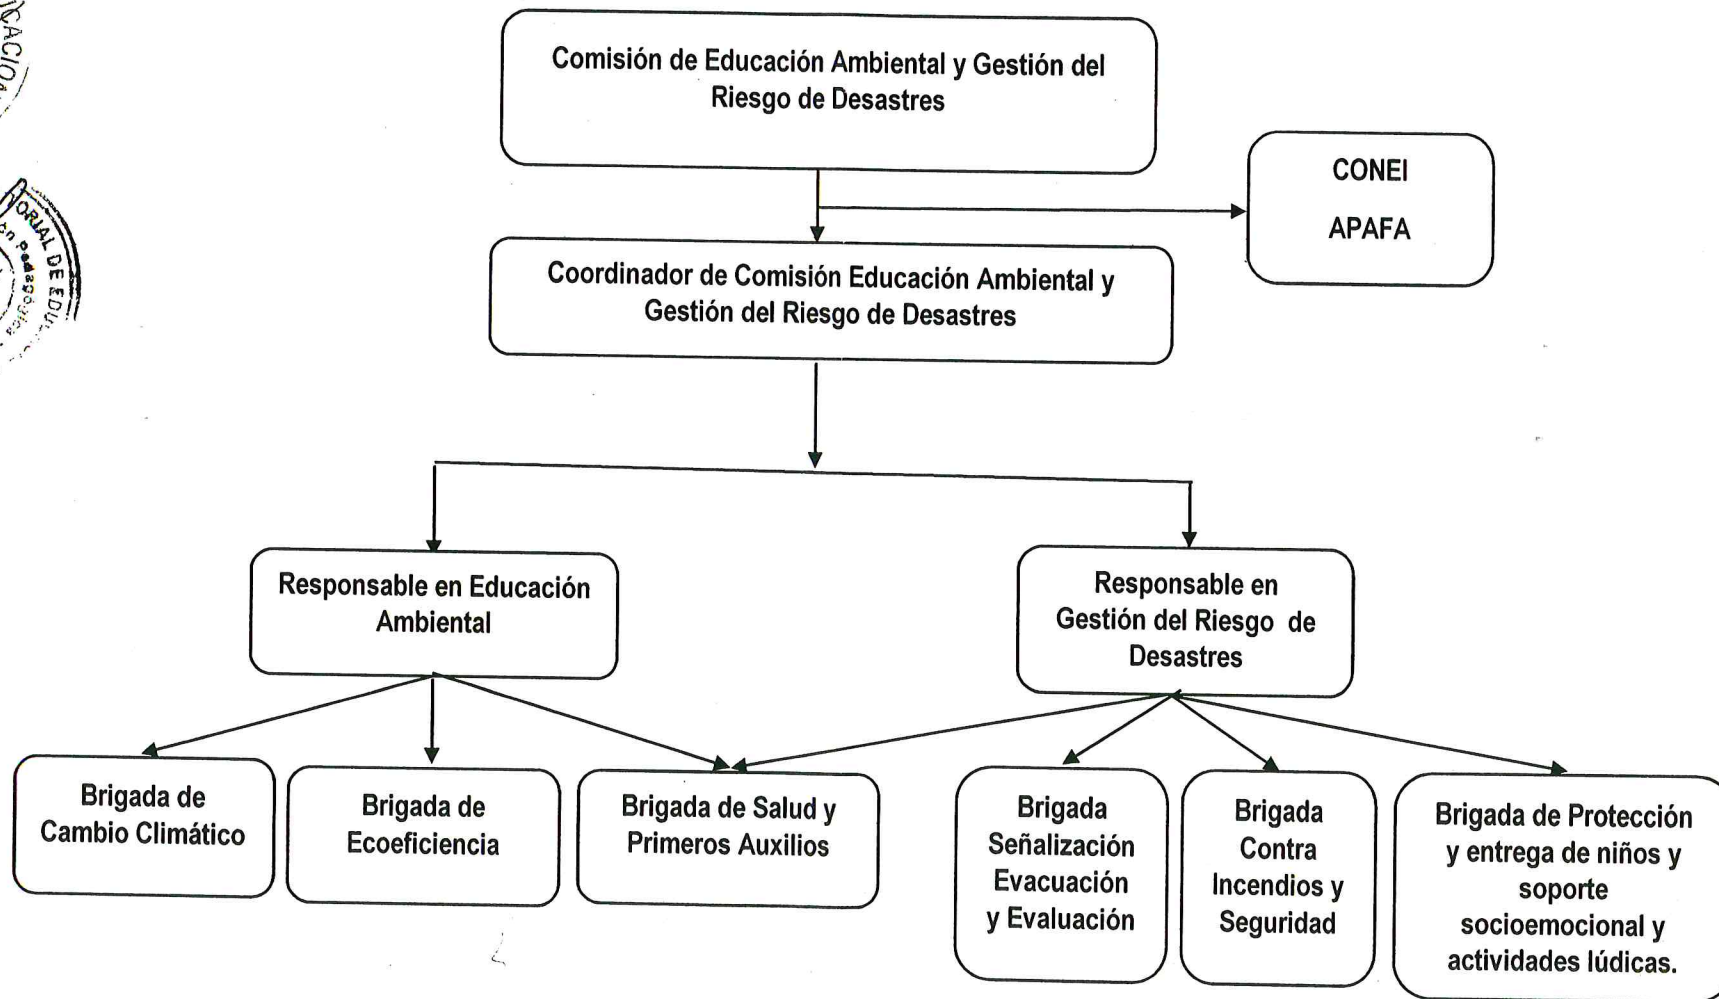 Comisión de Educación Ambiental y Gestión del
Riesgo de Desastres
CONEI
APAFA
Coordinador de Comisión Educación Ambiental y
Gestión del Riesgo de Desastres
Responsable en Educación
Ambiental
Responsable en
Gestión del Riesgo de
Desastres
Brigada de
Cambio Climático
Brigada de
Ecoeficiencia
Brigada de Salud y
Primeros Auxilios
Brigada
Señalización
Evacuación
y Evaluación
Brigada
Contra
Incendios y
Seguridad
Brigada de Protección
y entrega de niños y
soporte
socioemocional y
actividades lúdicas.